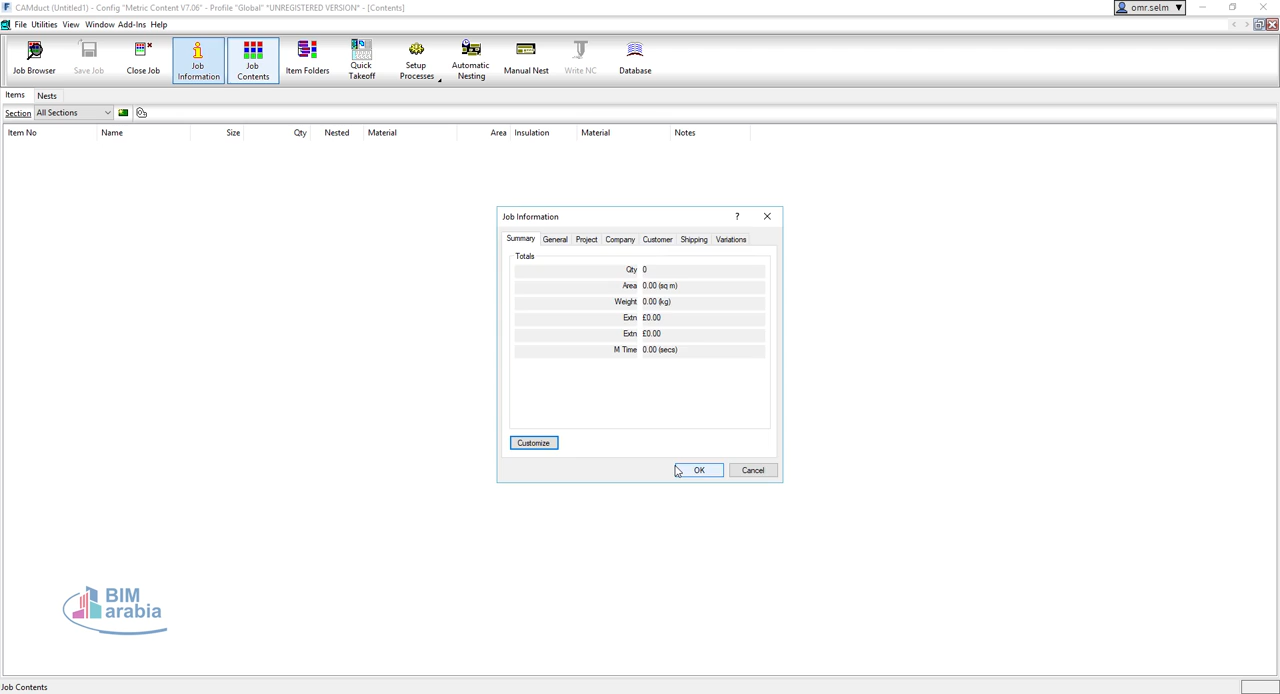 CAMduct (Untitled1) - Config "Metric Content V7.06" - Profile "Global" *UNREGISTERED VERSION* - [Contents]
omr.selm
File Utilities View Window Add-Ins Help
Job Browser
Save Job
Close Job
Job Information
Job Contents
Item Folders
Quick Takeoff
Setup Processes
Automatic Nesting
Manual Nest
Write NC
Database
Items Nests
Section All Sections
Item No Name Size Qty Nested Material Area Insulation Material Notes
Job Information
Summary General Project Company Customer Shipping Variations
Totals
Qty 0
Area 0.00 (sq m)
Weight 0.00 (kg)
Extn £0.00
Extn £0.00
M Time 0.00 (secs)
Customize
OK Cancel
BIM
arabia
Job Contents